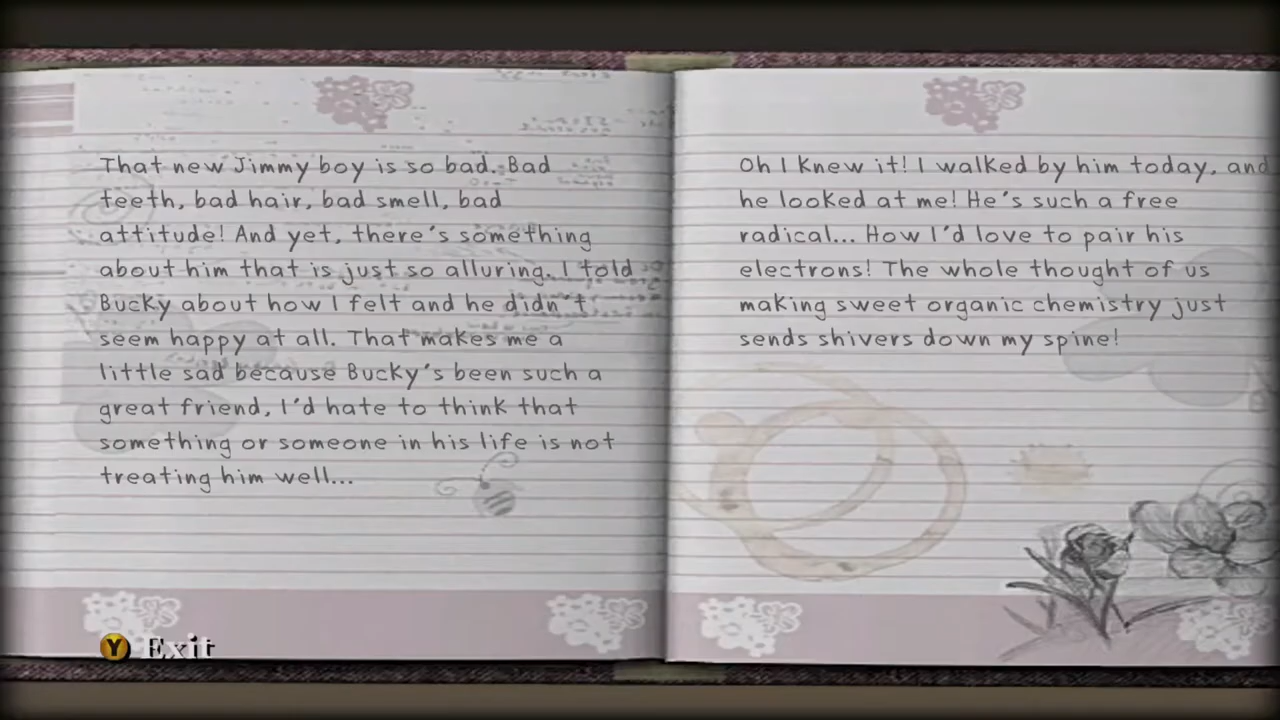 That new Jimmy boy is so bad. Bad
teeth, bad hair, bad smell, bad
attitude! And yet, there's something
about him that is just so alluring. I told
Bucky about how I felt and he didn't
seem happy at all. That makes me a
little sad because Bucky's been such a
great friend, I'd hate to think that
something or someone in his life is not
treating him well...
Oh I knew it! I walked by him today, and
he looked at me! He's such a free
radical... How I'd love to pair his
electrons! The whole thought of us
making sweet organic chemistry just
sends shivers down my spine!
Y Exit